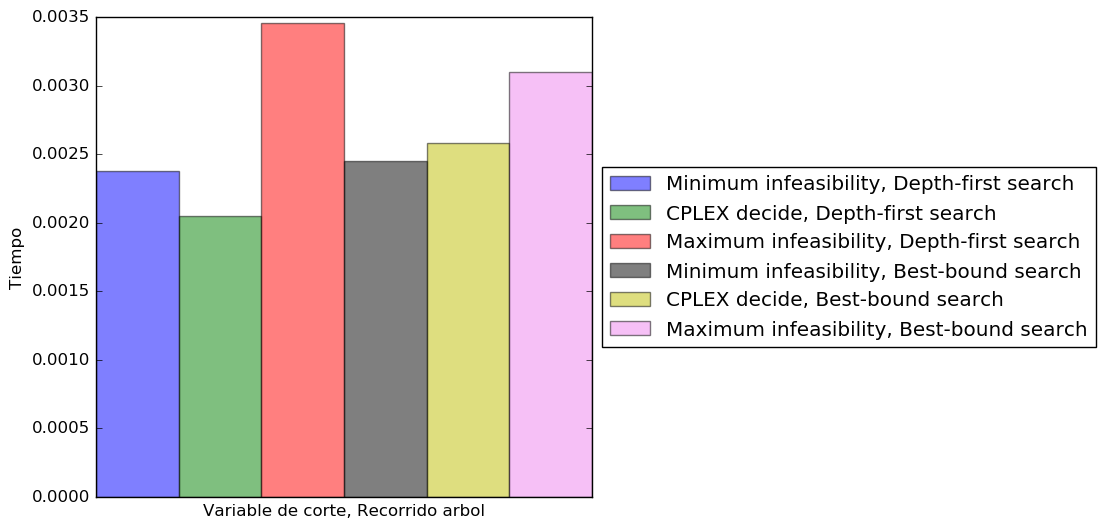 0.0035
0.0030
0.0025
0.0020
0.0015
0.0010
0.0005
0.0000
Tiempo
Variable de corte, Recorrido arbol
Minimum infeasibility, Depth-first search
CPLEX decide, Depth-first search
Maximum infeasibility, Depth-first search
Minimum infeasibility, Best-bound search
CPLEX decide, Best-bound search
Maximum infeasibility, Best-bound search